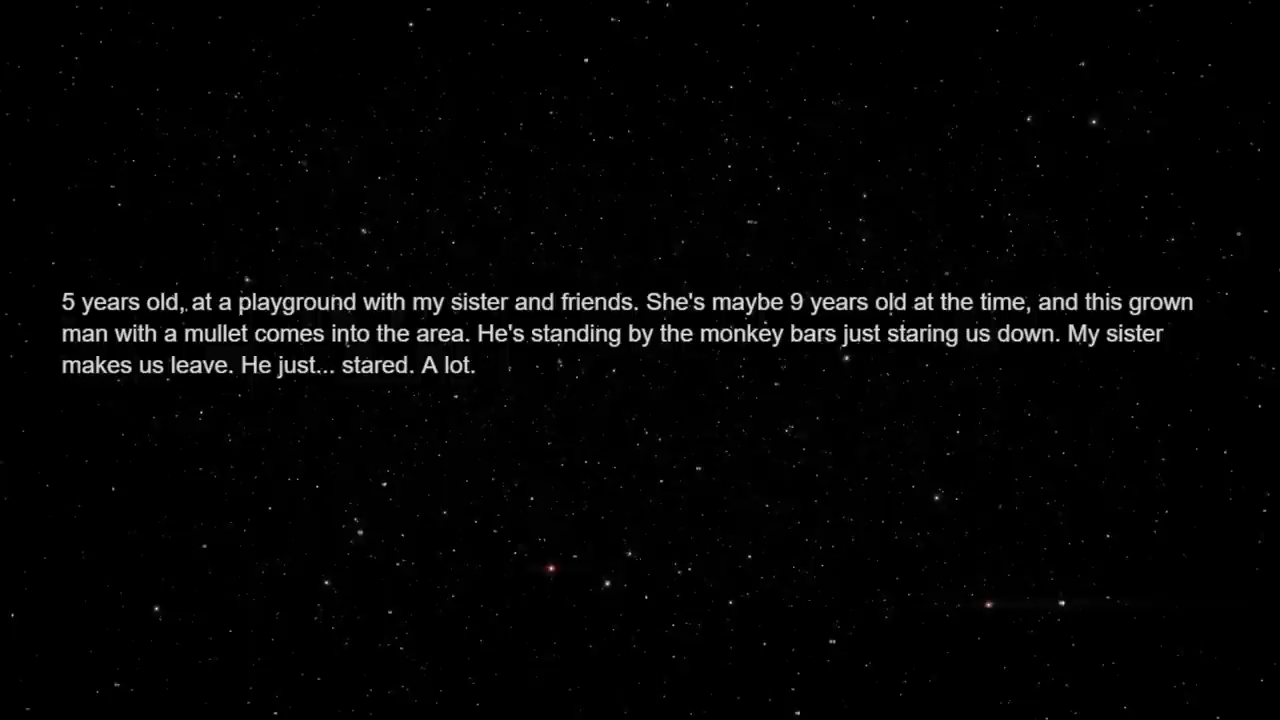 5 years old, at a playground with my sister and friends. She's maybe 9 years old at the time, and this grown
man with a mullet comes into the area. He's standing by the monkey bars just staring us down. My sister
makes us leave. He just... stared. A lot.